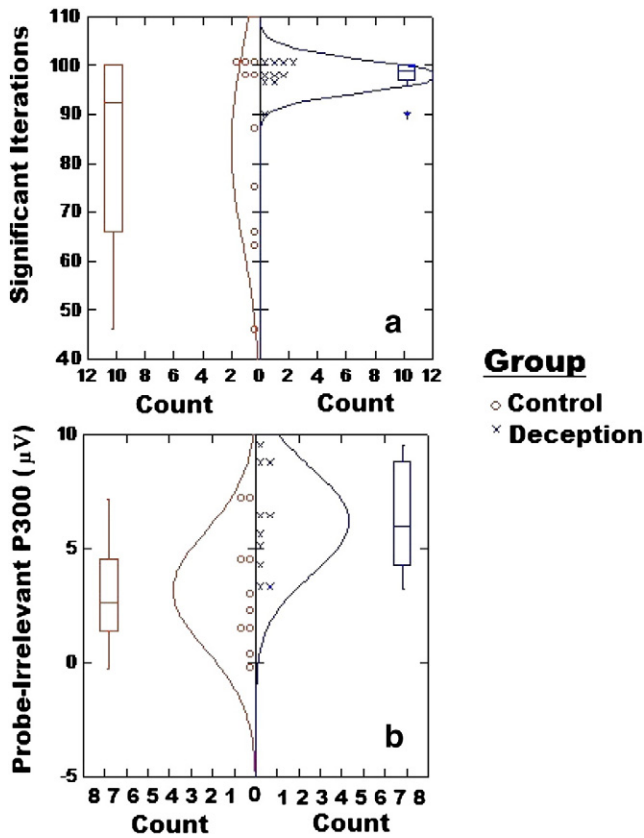 Significant Iterations
110
100
90
80
70
60
50
40
a
12 10 8 6 4 2 0 2 4 6 8 10 12
Count Count
Group
Control
Deception
Probe-Irrelevant P300 (µV)
10
5
0
-5
b
8 7 6 5 4 3 2 1 0 1 2 3 4 5 6 7 8
Count Count